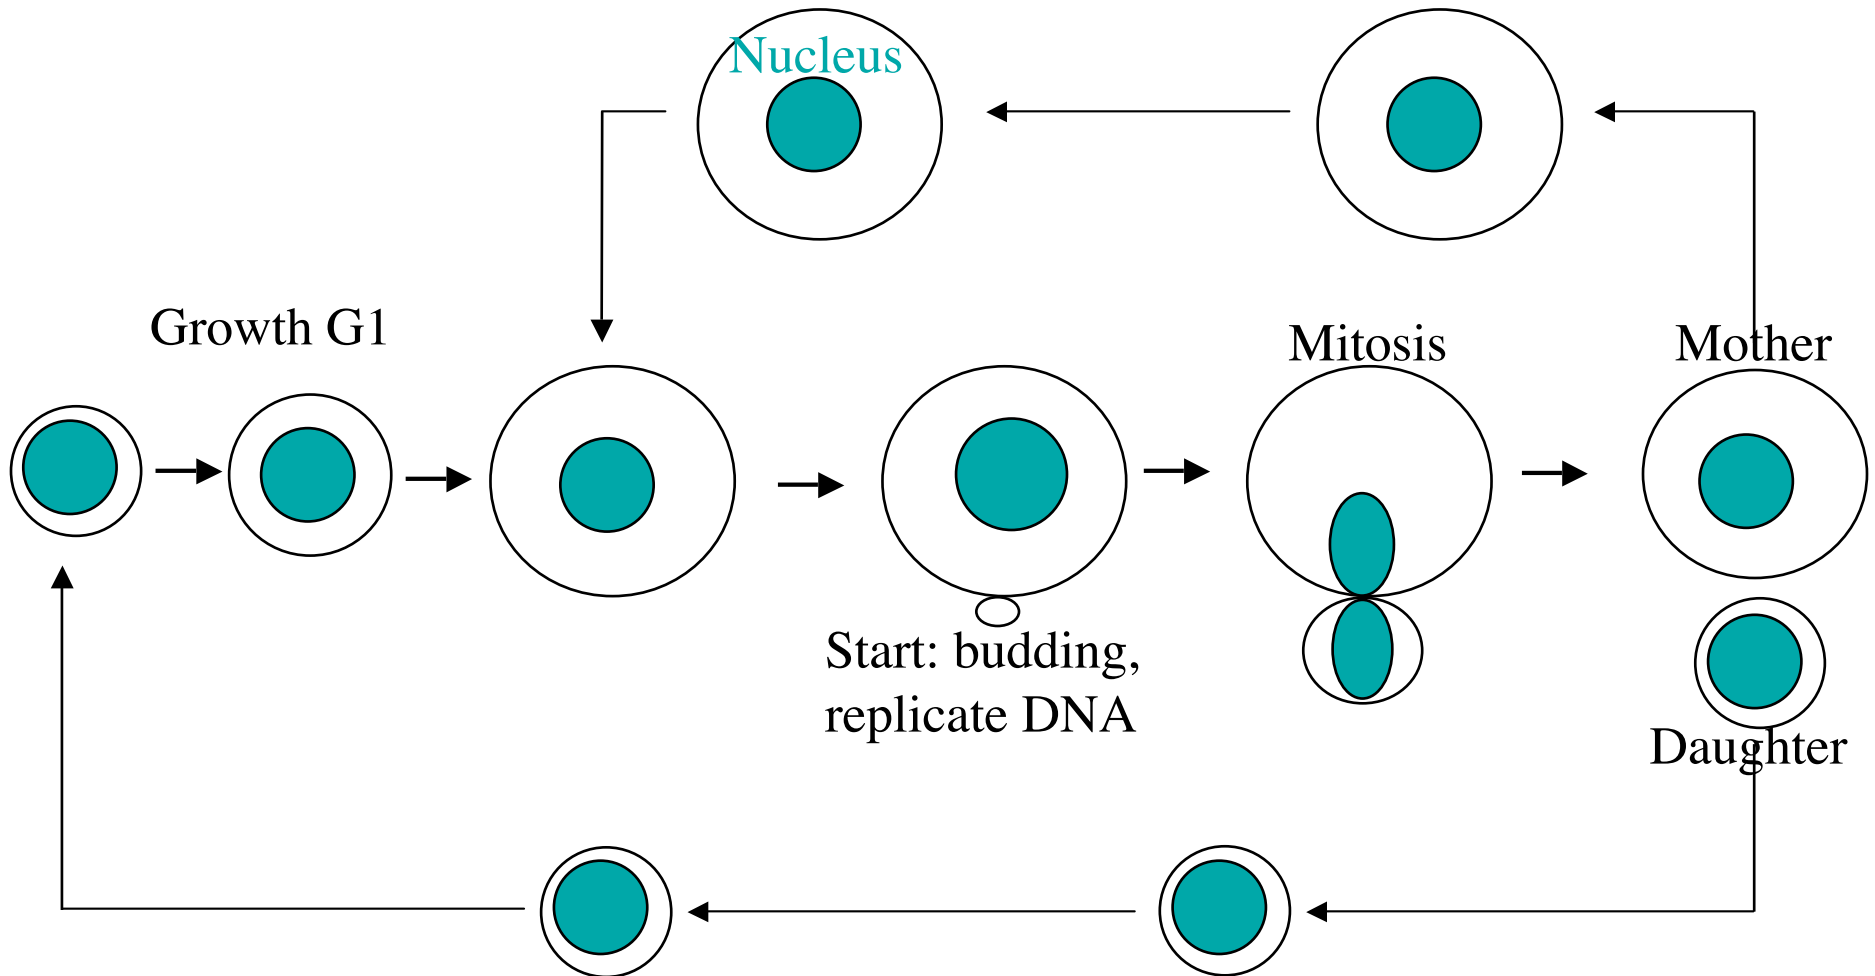 Nucleus
Growth G1
Mitosis
Mother
Start: budding,
replicate DNA
Daughter